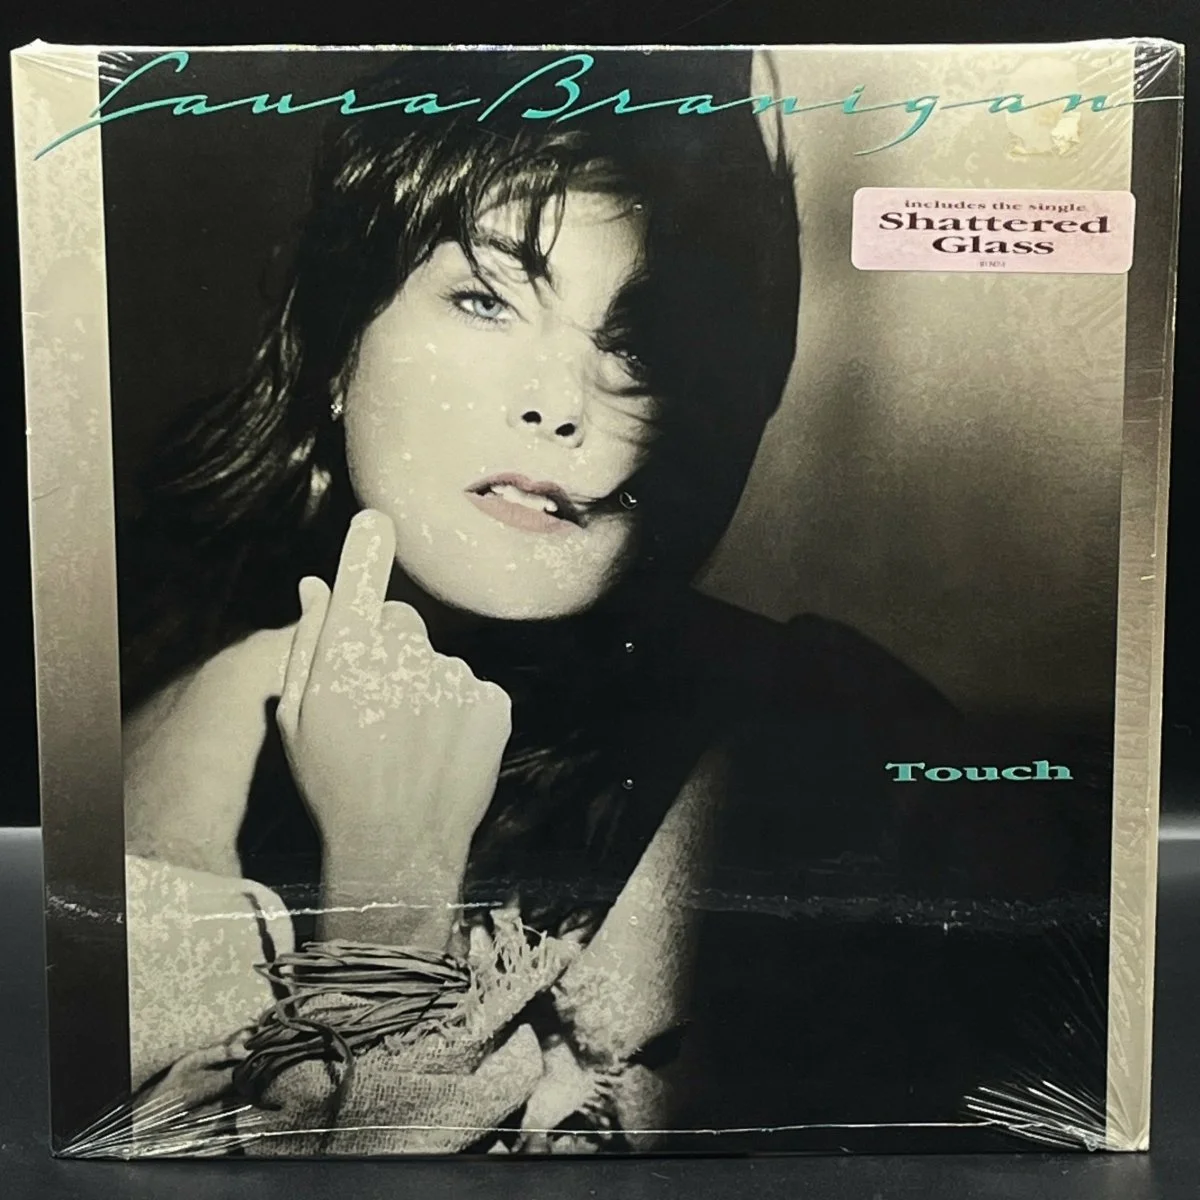 Laura Branigan
includes the single
Shattered
Glass
Touch